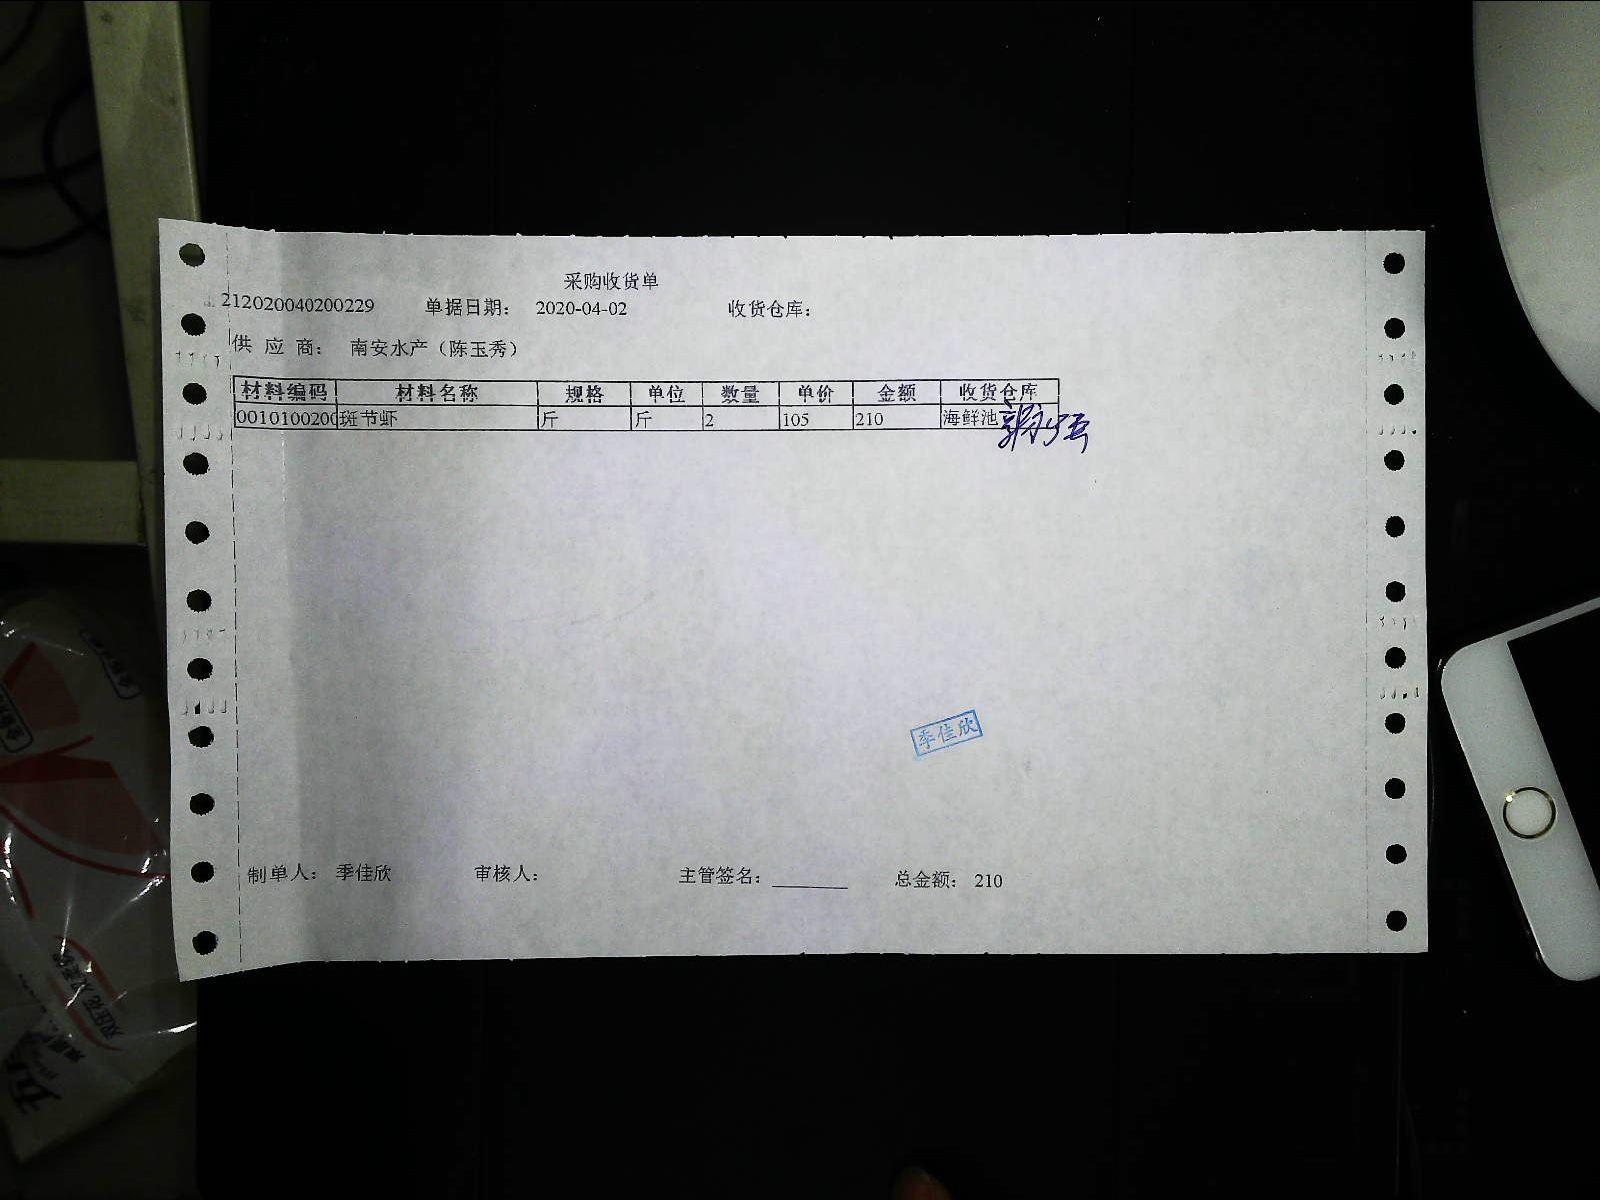 采购收货单
212020040200229 单据日期: 2020-04-02 收货仓库:
供 应 商: 南安水产（陈玉秀）
材料编码 材料名称 规格 单位 数量 单价 金额 收货仓库
0010100200 斑节虾 斤 斤 2 105 210 海鲜池
季佳欣
制单人: 季佳欣 审核人: 主管签名: 总金额: 210